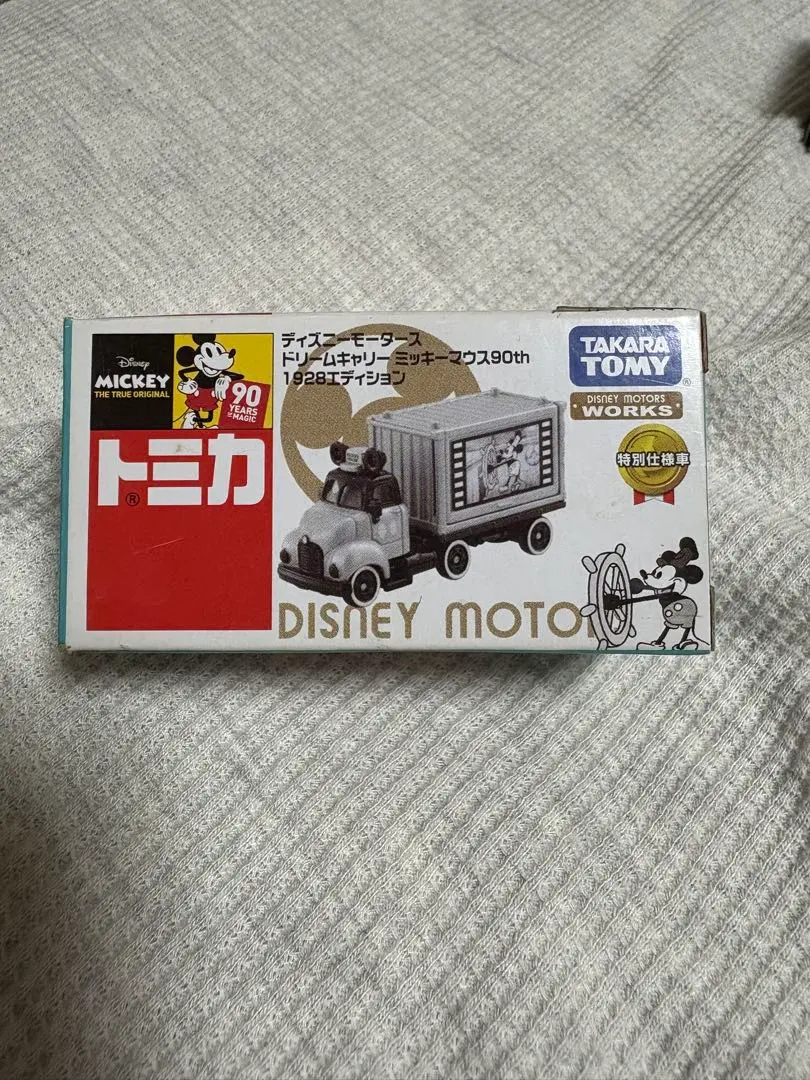 Disney
MICKEY
THE TRUE ORIGINAL
90
YEARS
OF MAGIC
トミカ
®
ディズニーモータース
ドリームキャリー ミッキーマウス90th
1928エディション
TAKARA
TOMY
®
DISNEY MOTORS
WORKS
特別仕様車
DISNEY MOTO